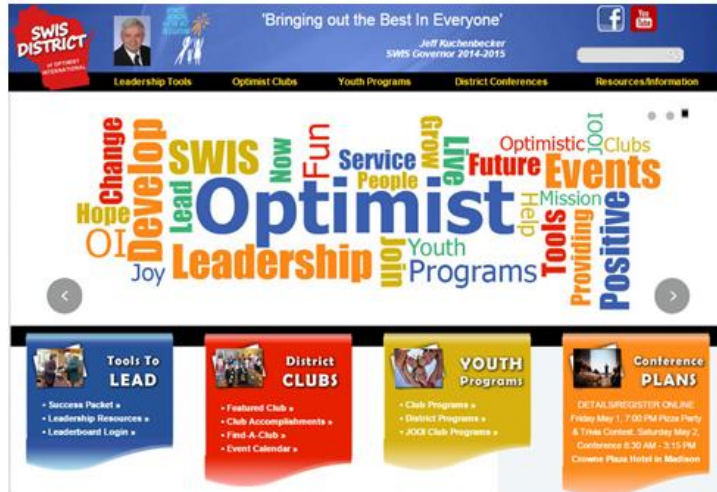 SWIS
DISTRICT
of OPTIMIST
INTERNATIONAL
'Bringing out the Best In Everyone'
Jeff Kuchenbecker
SWIS Governor 2014-2015
You
Tube
Leadership Tools Optimist Clubs Youth Programs District Conferences Resources/Information
Change
Develop
SWIS
Now
Fun
Service
People
Grow
Live
Optimistic
JOOI
Clubs
Future
Events
Hope
Lead
Optimist
Help
Mission
OI
Joy
Leadership
Join
Youth
Programs
Tools
Providing
Positive
Tools To
LEAD
• Success Packet »
• Leadership Resources »
• Leaderboard Login »
District
CLUBS
• Featured Club »
• Club Accomplishments »
• Find-A-Club »
• Event Calendar »
YOUTH
Programs
• Club Programs »
• District Programs »
• JOOI Club Programs »
Conference
PLANS
DETAILS/REGISTER ONLINE
Friday May 1, 7:00 PM Pizza Party
& Trivia Contest, Saturday May 2,
Conference 8:30 AM - 3:15 PM
Crowne Plaza Hotel in Madison